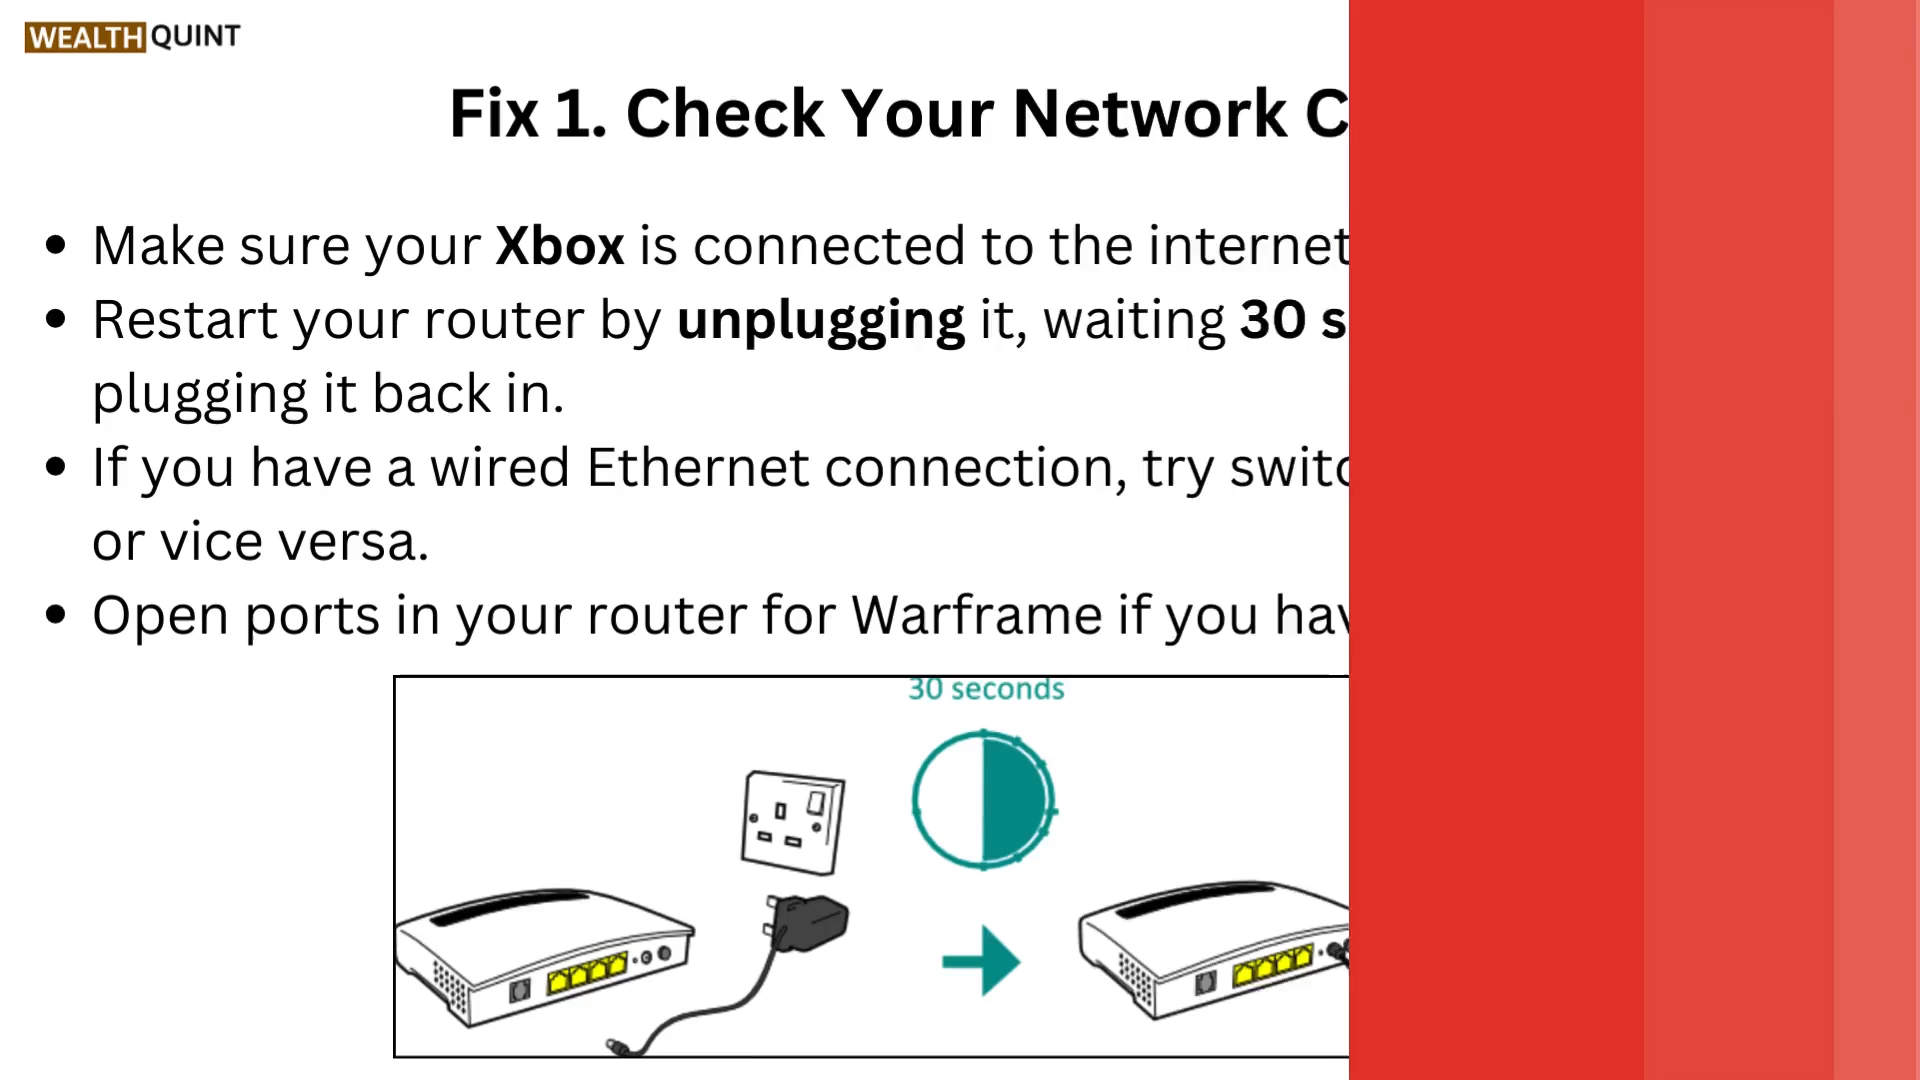 WEALTH QUINT
Fix 1. Check Your Network C
• Make sure your Xbox is connected to the internet
• Restart your router by unplugging it, waiting 30 s
plugging it back in.
• If you have a wired Ethernet connection, try switc
or vice versa.
• Open ports in your router for Warframe if you hav
30 seconds